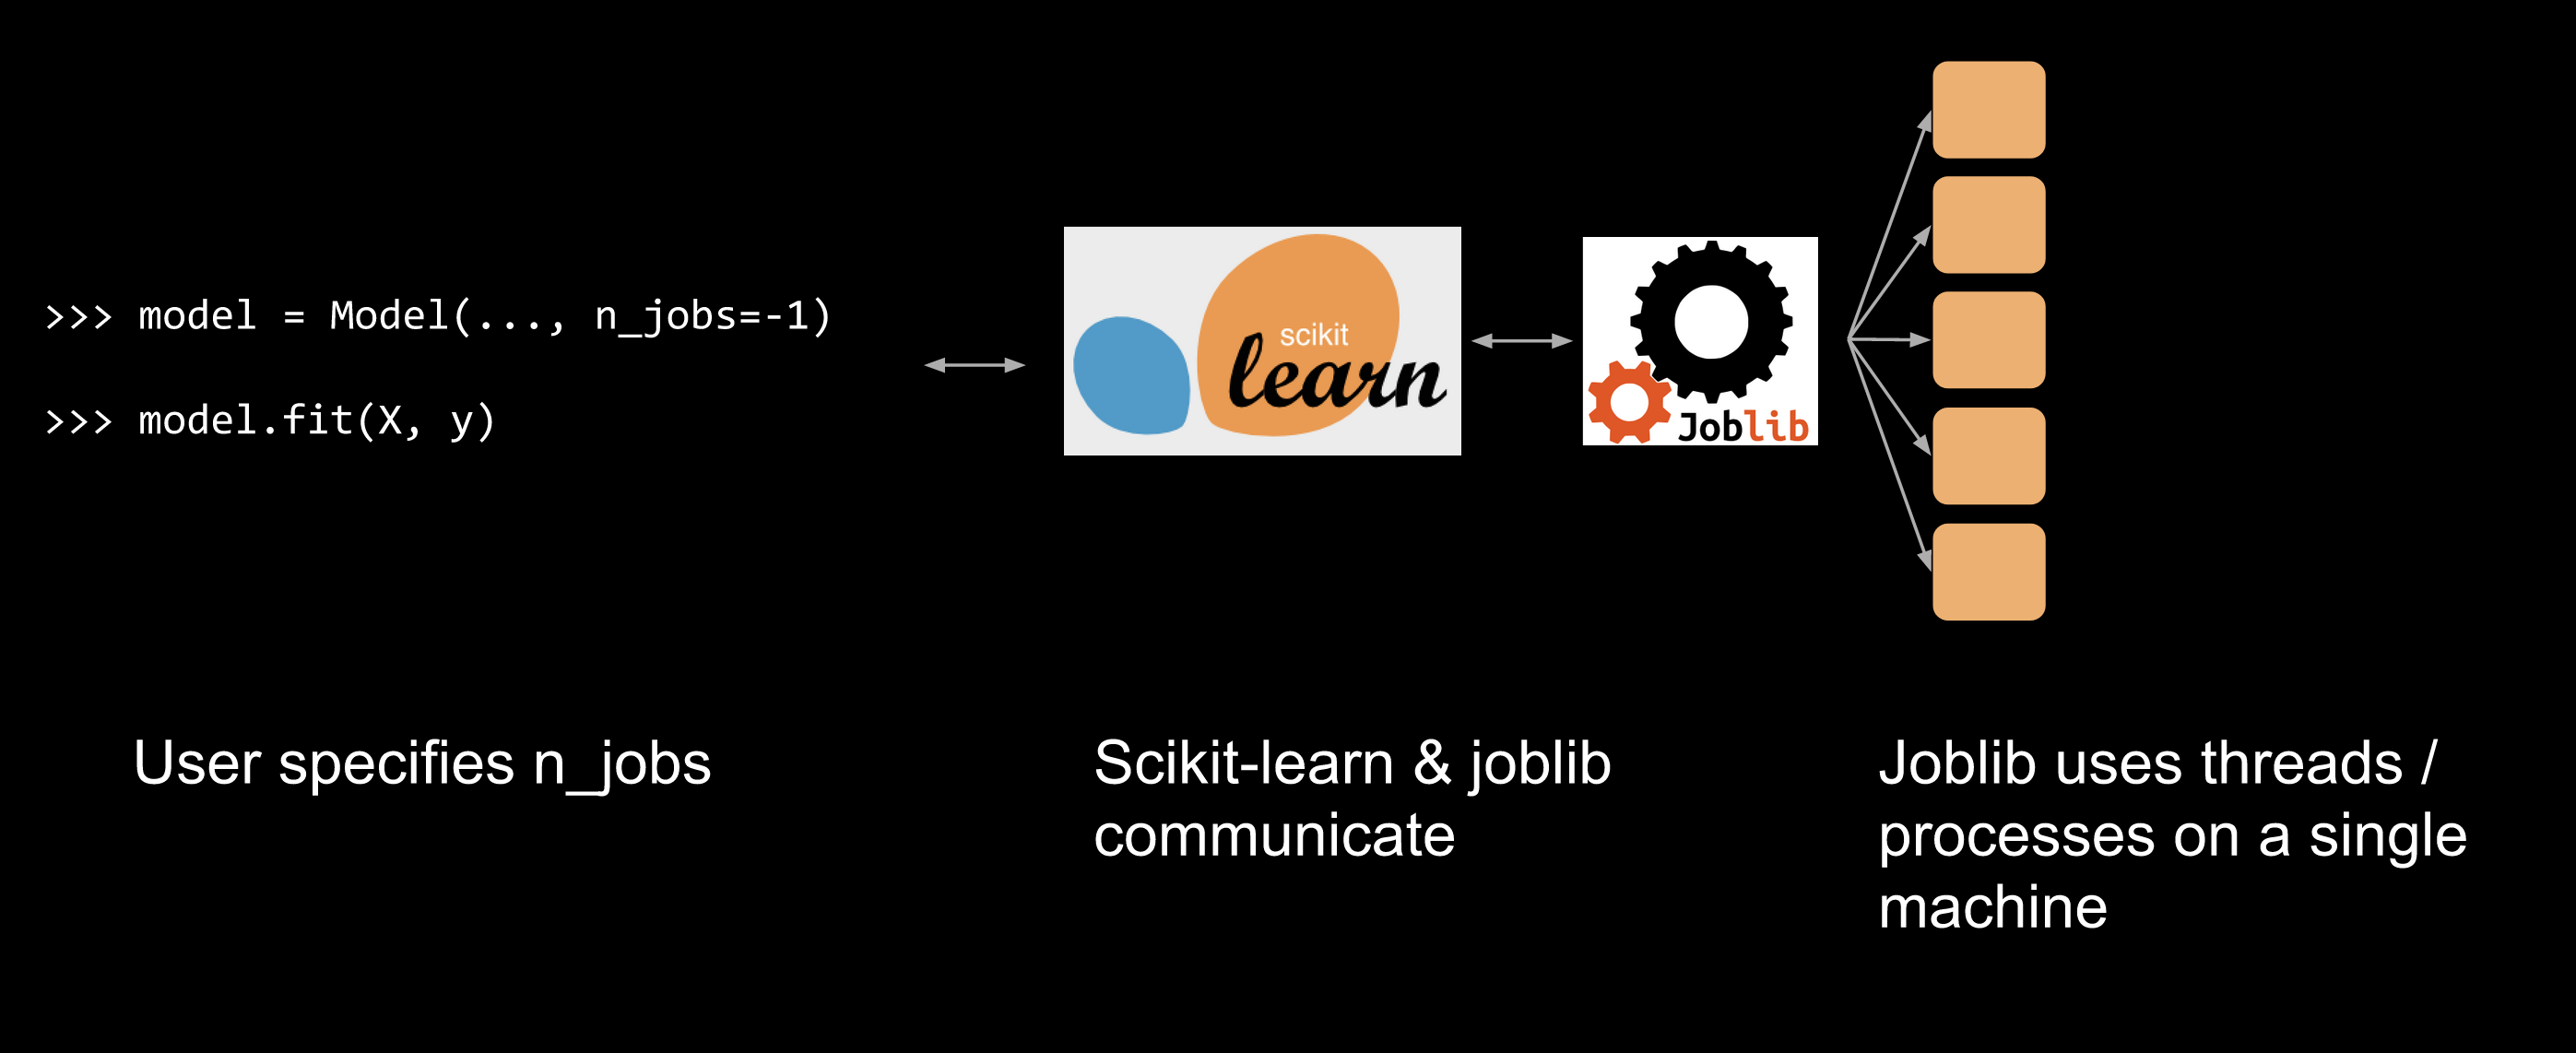 >>> model = Model(..., n_jobs=-1)
>>> model.fit(X, y)
scikit
learn
Joblib
User specifies n_jobs
Scikit-learn & joblib
communicate
Joblib uses threads /
processes on a single
machine